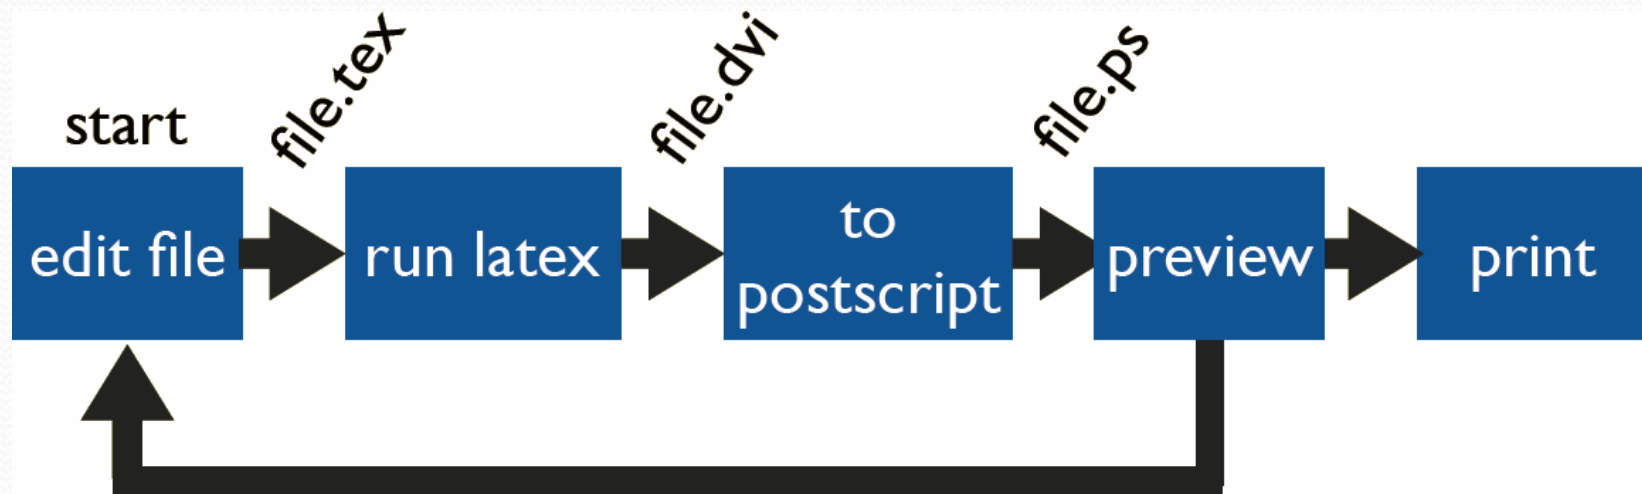 start
file.tex
file.dvi
file.ps
edit file
run latex
to
postscript
preview
print